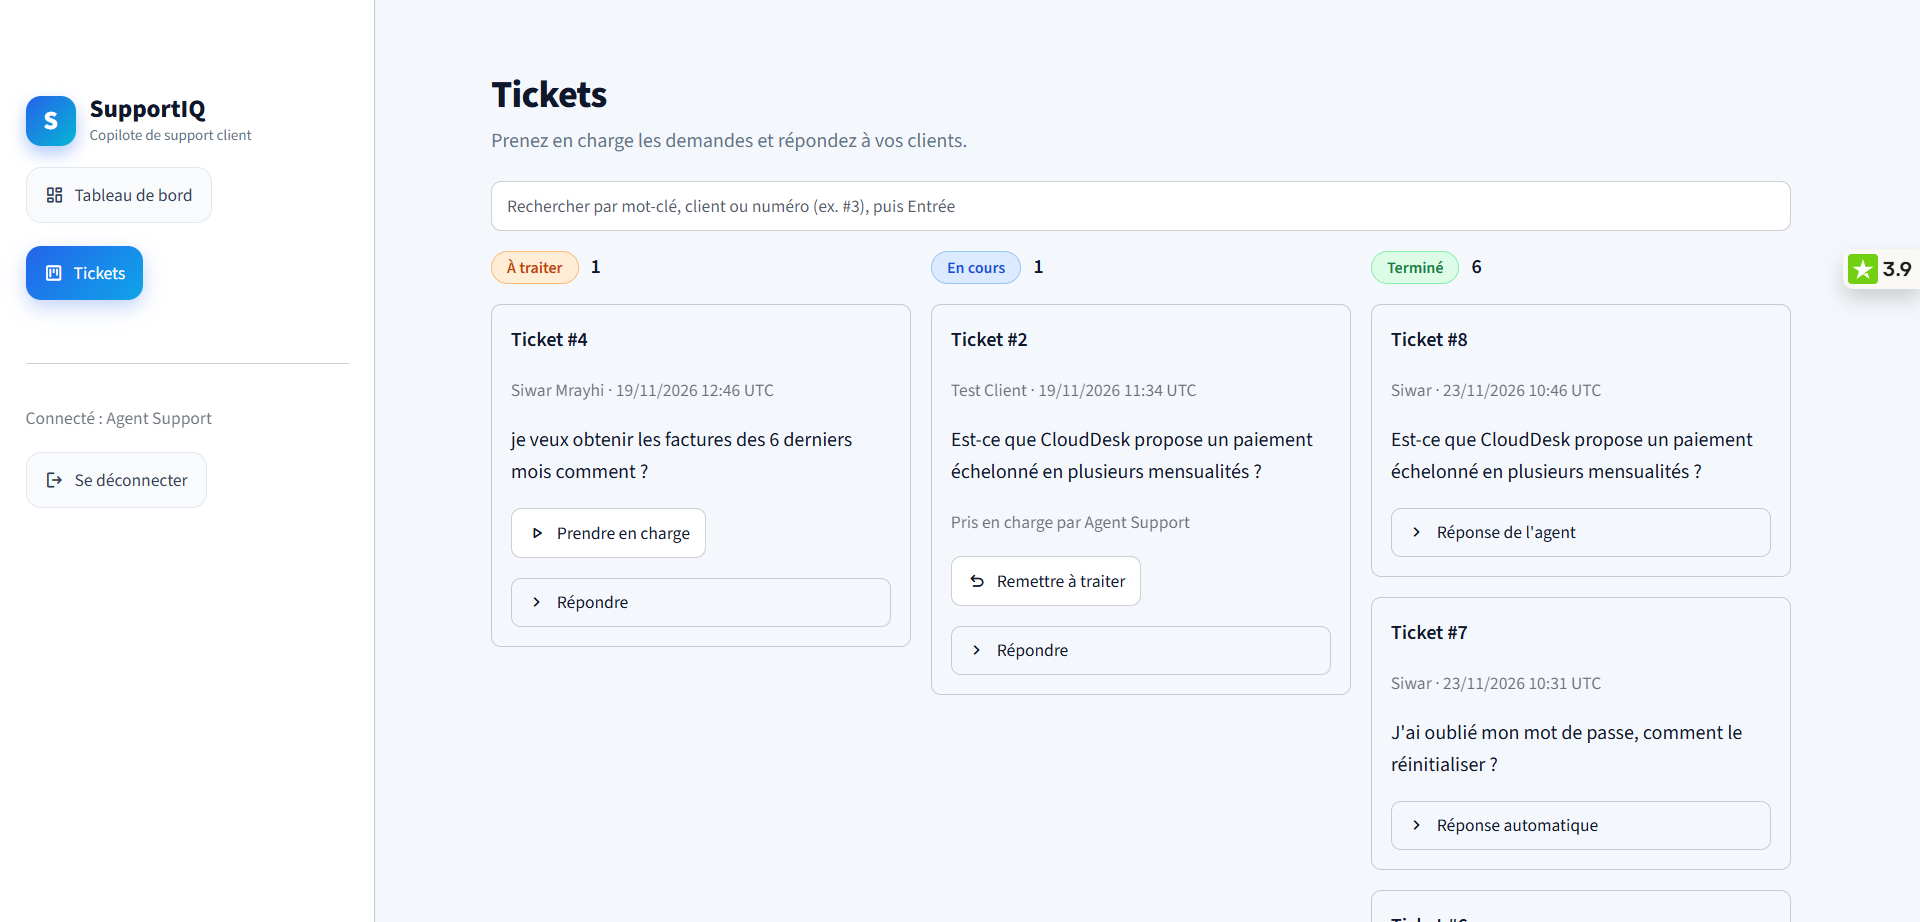 S
SupportIQ
Copilote de support client
Tableau de bord
Tickets
Connecté : Agent Support
Se déconnecter
Tickets
Prenez en charge les demandes et répondez à vos clients.
Rechercher par mot-clé, client ou numéro (ex. #3), puis Entrée
À traiter 1
Ticket #4
Siwar Mrayhi · 19/11/2026 12:46 UTC
je veux obtenir les factures des 6 derniers
mois comment ?
Prendre en charge
Répondre
En cours 1
Ticket #2
Test Client · 19/11/2026 11:34 UTC
Est-ce que CloudDesk propose un paiement
échelonné en plusieurs mensualités ?
Pris en charge par Agent Support
Remettre à traiter
Répondre
Terminé 6
Ticket #8
Siwar · 23/11/2026 10:46 UTC
Est-ce que CloudDesk propose un paiement
échelonné en plusieurs mensualités ?
Réponse de l'agent
Ticket #7
Siwar · 23/11/2026 10:31 UTC
J'ai oublié mon mot de passe, comment le
réinitialiser ?
Réponse automatique
3.9